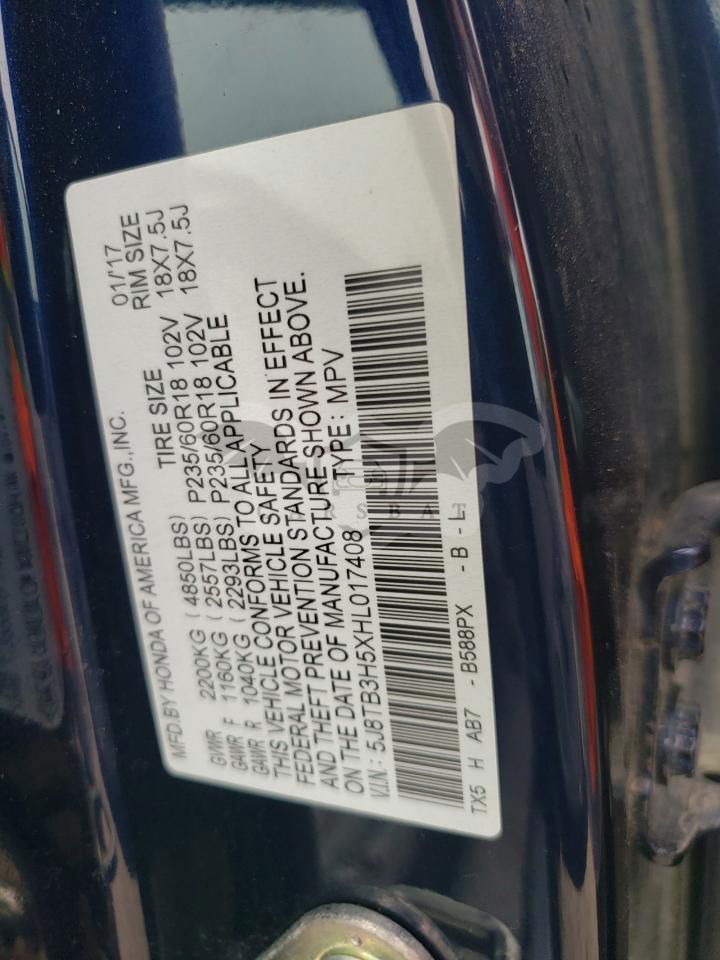 MFD.BY HONDA OF AMERICA MFG.,INC. 01/17
TIRE SIZE RIM SIZE
GVWR 2200KG ( 4850LBS)
GAWR F 1160KG ( 2557LBS) P235/60R18 102V 18X7.5J
GAWR R 1040KG ( 2293LBS) P235/60R18 102V 18X7.5J
THIS VEHICLE CONFORMS TO ALL APPLICABLE
FEDERAL MOTOR VEHICLE SAFETY
AND THEFT PREVENTION STANDARDS IN EFFECT
ON THE DATE OF MANUFACTURE SHOWN ABOVE.
V.I.N.: 5J8TB3H5XHL017408 TYPE: MPV
TX5 H AB7 - B588PX - B - L